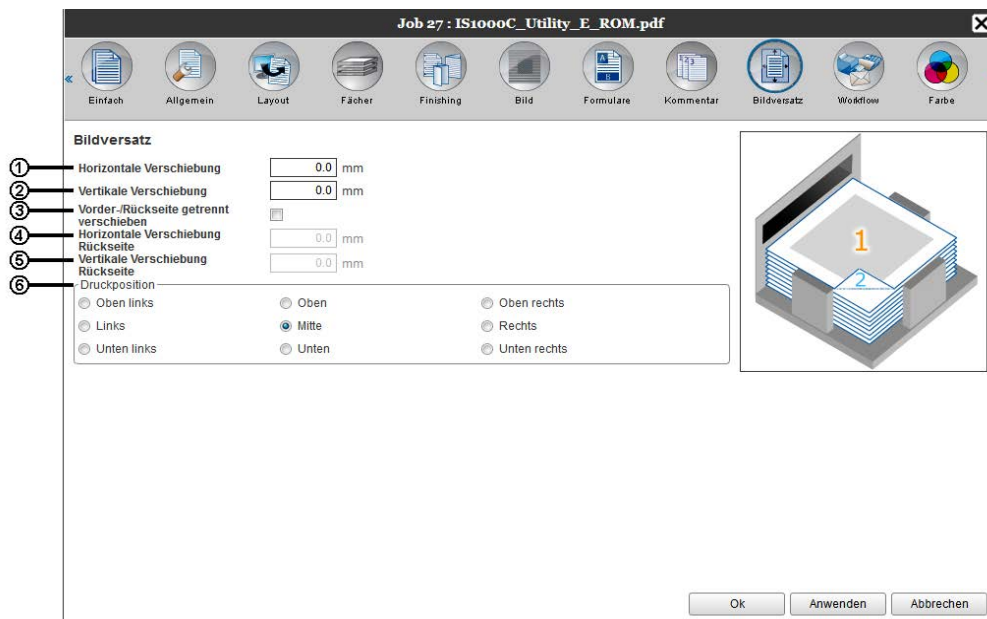 Job 27 : IS1000C_Utility_E_ROM.pdf
«
Einfach Allgemein Layout Fächer Finishing Bild Formulare Kommentar Bildversatz Workflow Farbe
A
B
123
Bildversatz
1 Horizontale Verschiebung 0.0 mm
2 Vertikale Verschiebung 0.0 mm
3 Vorder-/Rückseite getrennt
verschieben
4 Horizontale Verschiebung 0.0 mm
Rückseite
5 Vertikale Verschiebung 0.0 mm
Rückseite
6 Druckposition
Oben links Oben Oben rechts
Links Mitte Rechts
Unten links Unten Unten rechts
1
2
Ok Anwenden Abbrechen